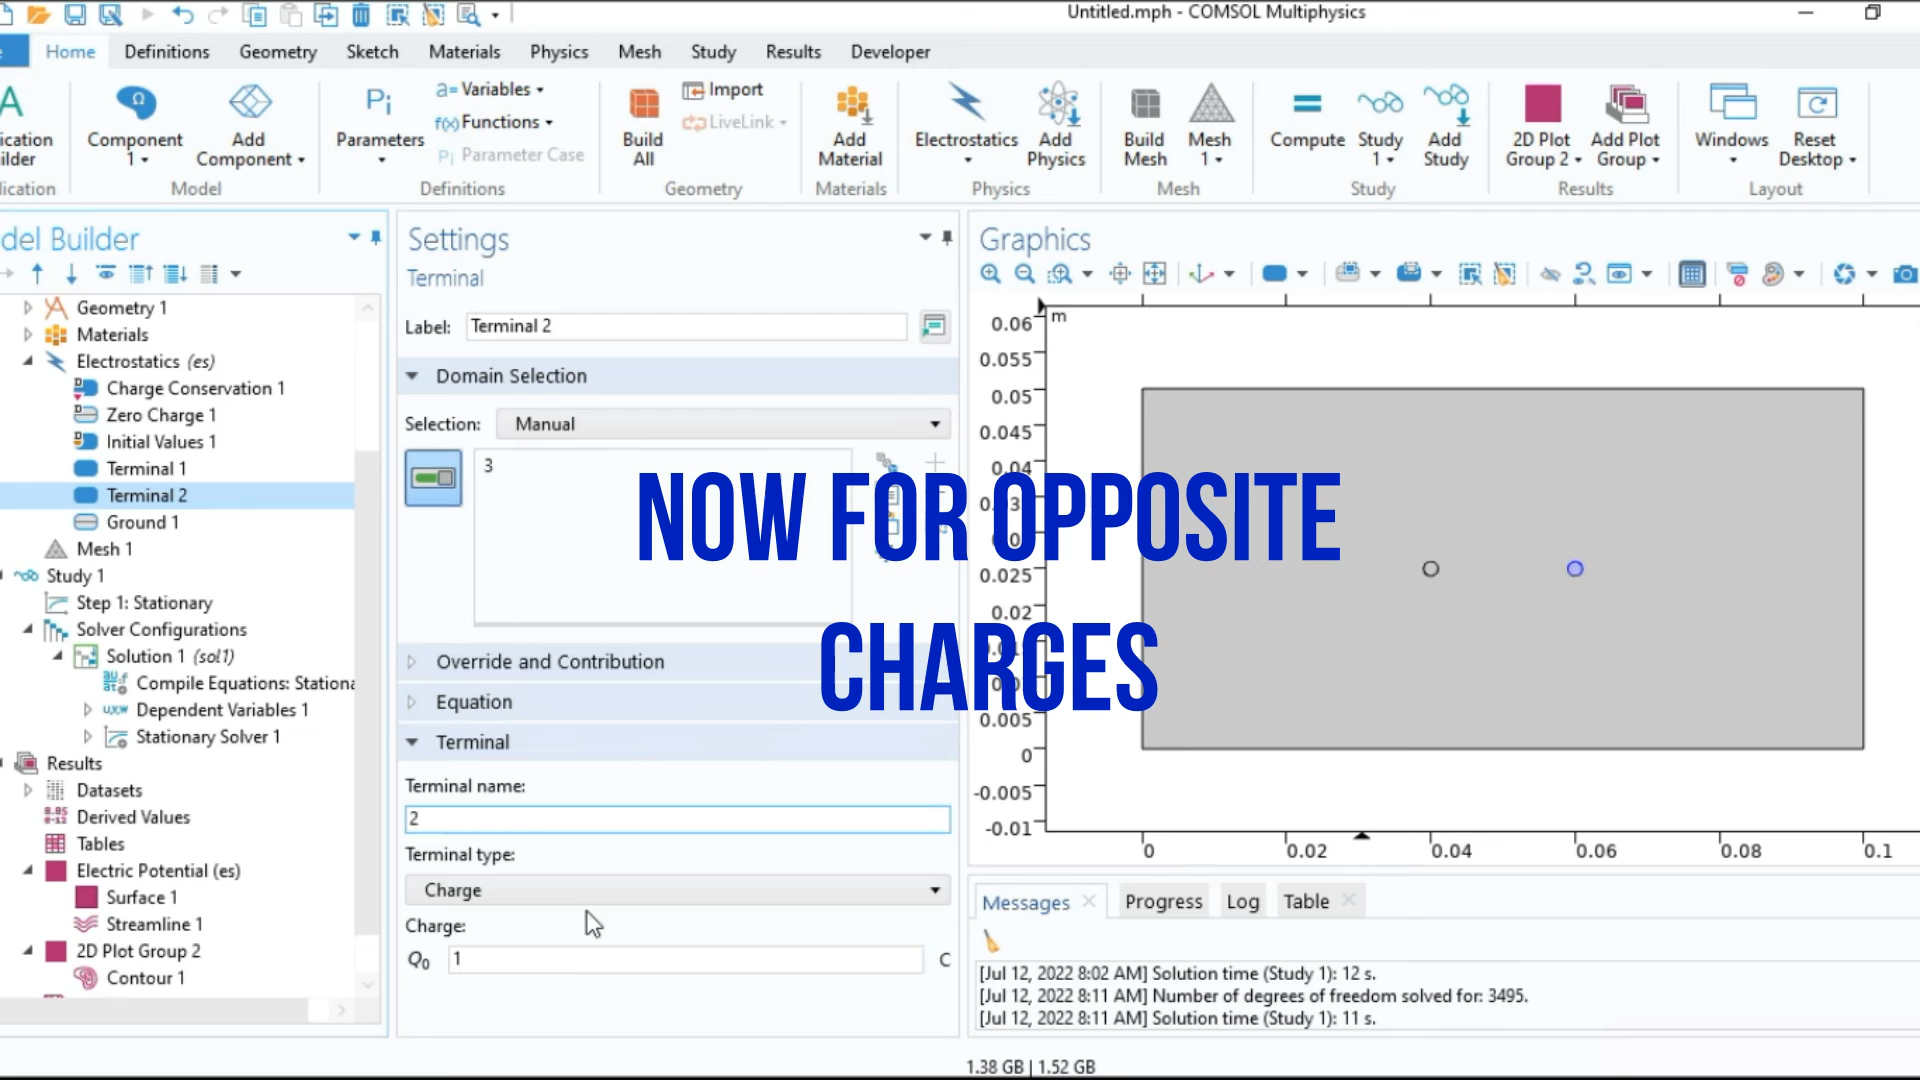 Untitled.mph - COMSOL Multiphysics
Home Definitions Geometry Sketch Materials Physics Mesh Study Results Developer
Component 1 Add Component Model
Parameters Variables Functions Parameter Case Definitions
Build All Import LiveLink Geometry
Add Material Materials
Electrostatics Add Physics Physics
Build Mesh Mesh 1 Mesh
Compute Study 1 Add Study Study
2D Plot Group 2 Add Plot Group Results
Windows Reset Desktop Layout
del Builder
Geometry 1
Materials
Electrostatics (es)
Charge Conservation 1
Zero Charge 1
Initial Values 1
Terminal 1
Terminal 2
Ground 1
Mesh 1
Study 1
Step 1: Stationary
Solver Configurations
Solution 1 (sol1)
Compile Equations: Stationa
Dependent Variables 1
Stationary Solver 1
Results
Datasets
Derived Values
Tables
Electric Potential (es)
Surface 1
Streamline 1
2D Plot Group 2
Contour 1
Settings
Terminal
Label: Terminal 2
Domain Selection
Selection: Manual
3
Override and Contribution
Equation
Terminal
Terminal name:
2
Terminal type:
Charge
Charge:
Q0 1 C
Graphics
m
0.06
0.055
0.05
0.045
0.04
0.025
0.02
0.005
0
-0.005
-0.01
0 0.02 0.04 0.06 0.08 0.1
NOW FOR OPPOSITE
CHARGES
Messages Progress Log Table
[Jul 12, 2022 8:02 AM] Solution time (Study 1): 12 s.
[Jul 12, 2022 8:11 AM] Number of degrees of freedom solved for: 3495.
[Jul 12, 2022 8:11 AM] Solution time (Study 1): 11 s.
1.38 GB | 1.52 GB